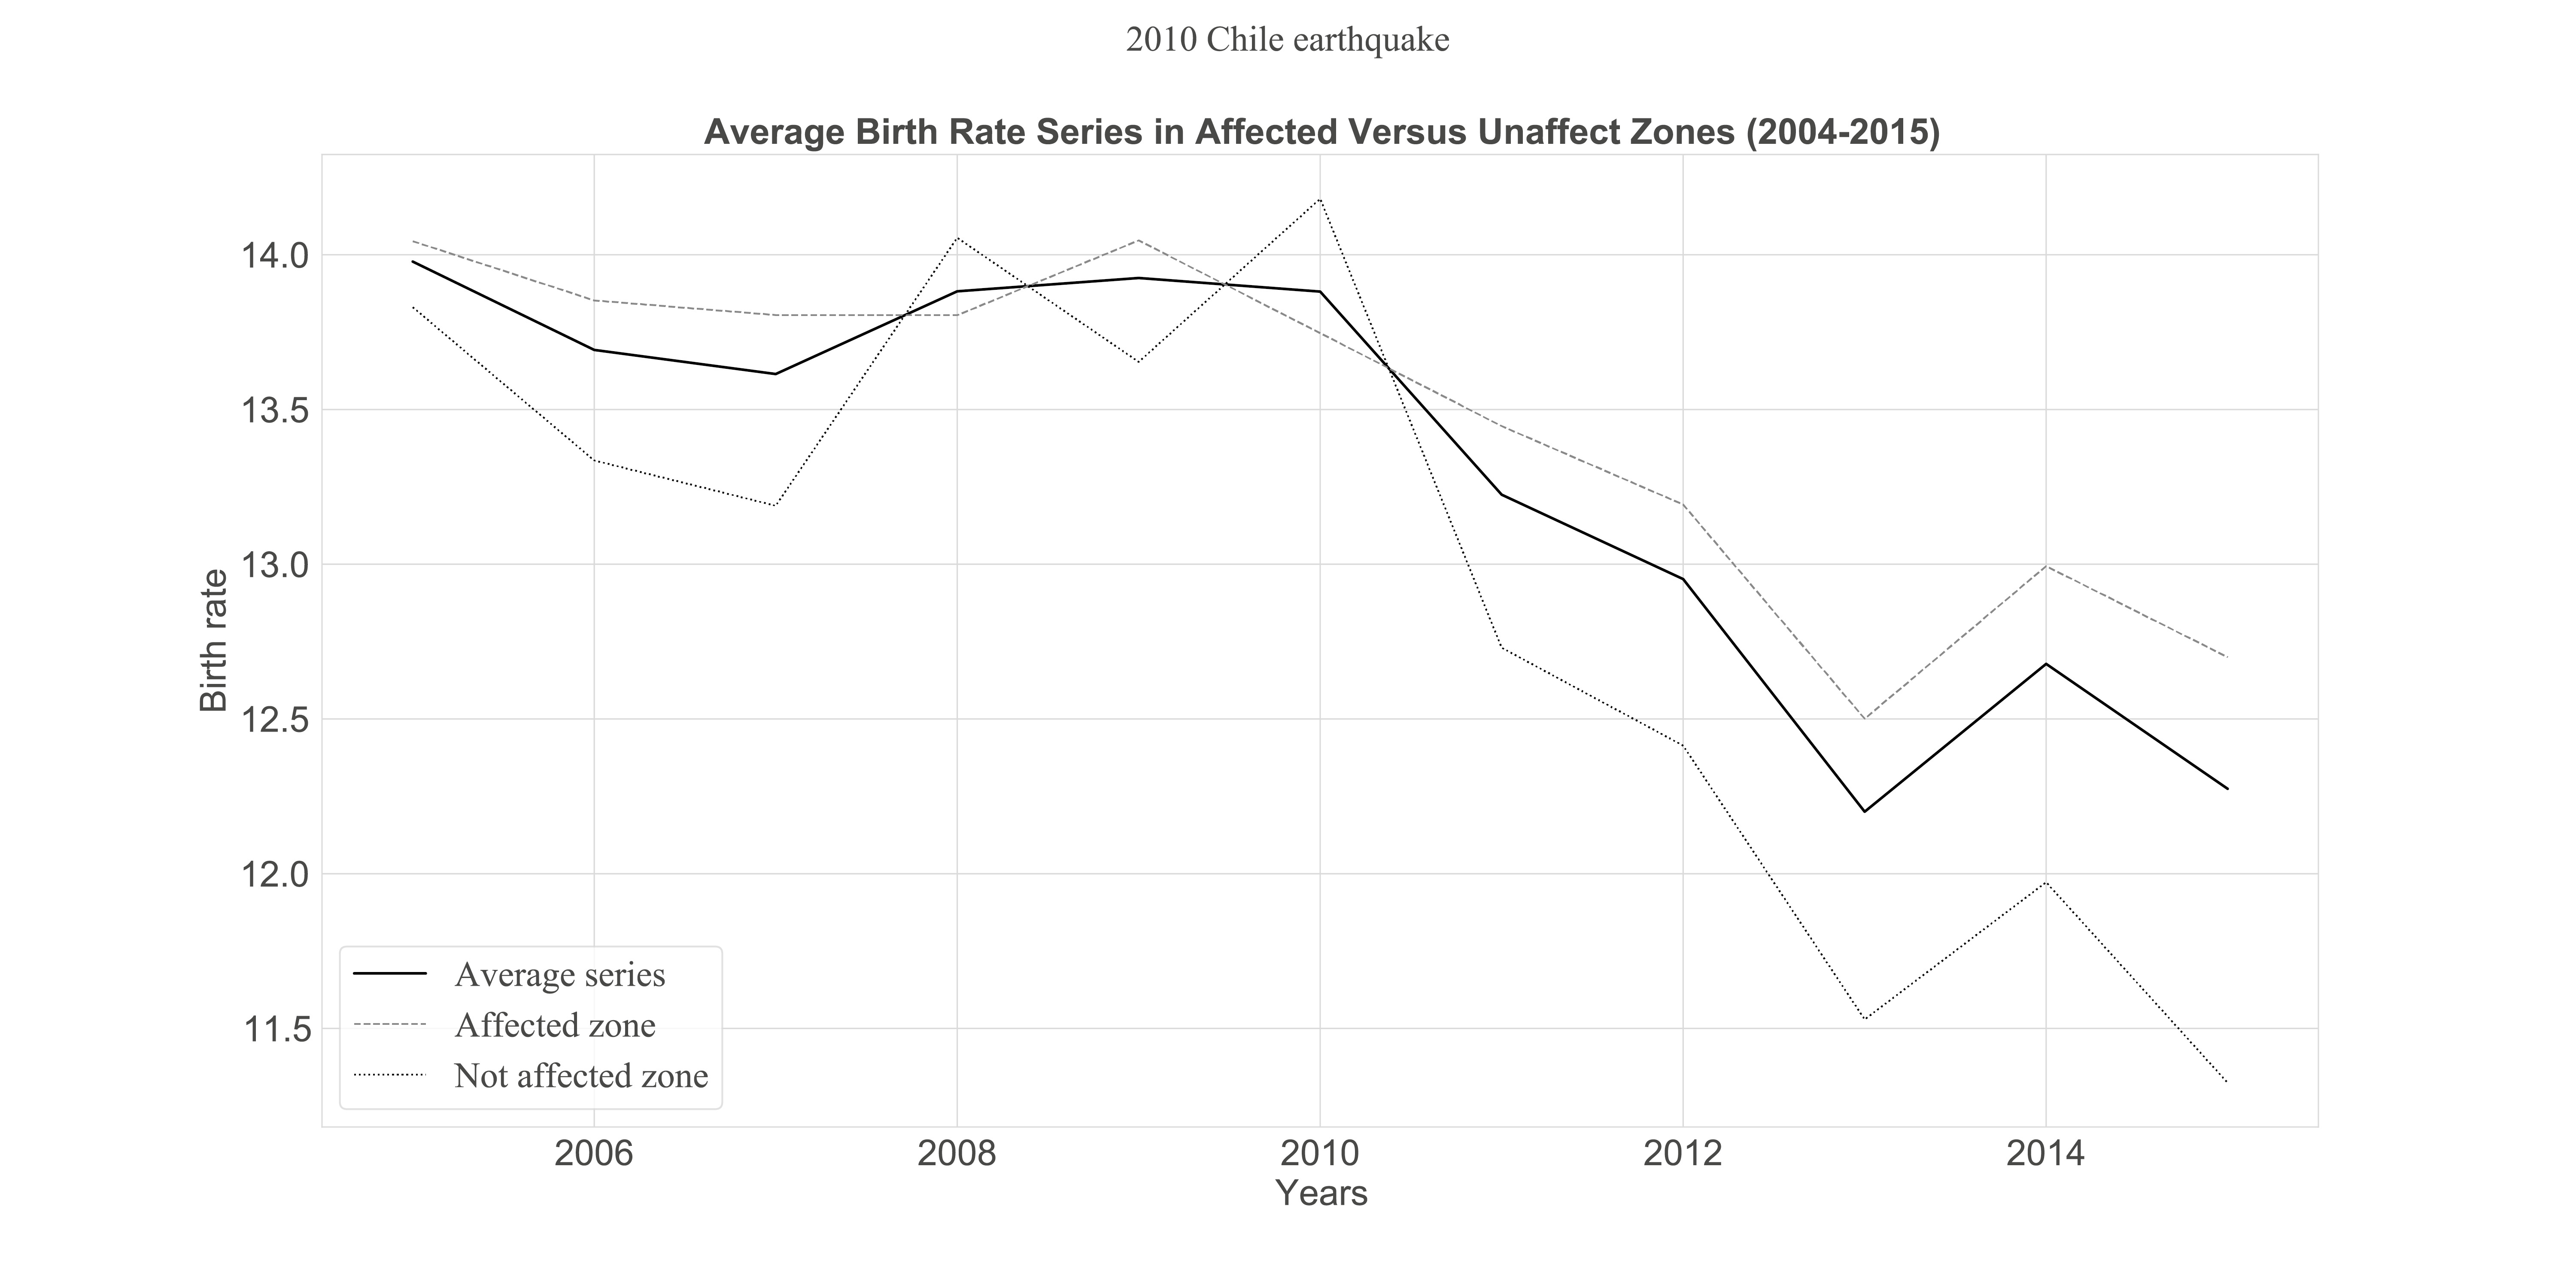 2010 Chile earthquake
Average Birth Rate Series in Affected Versus Unaffect Zones (2004-2015)
14.0
13.5
13.0
12.5
12.0
11.5
Birth rate
Average series
Affected zone
Not affected zone
2006 2008 2010 2012 2014
Years